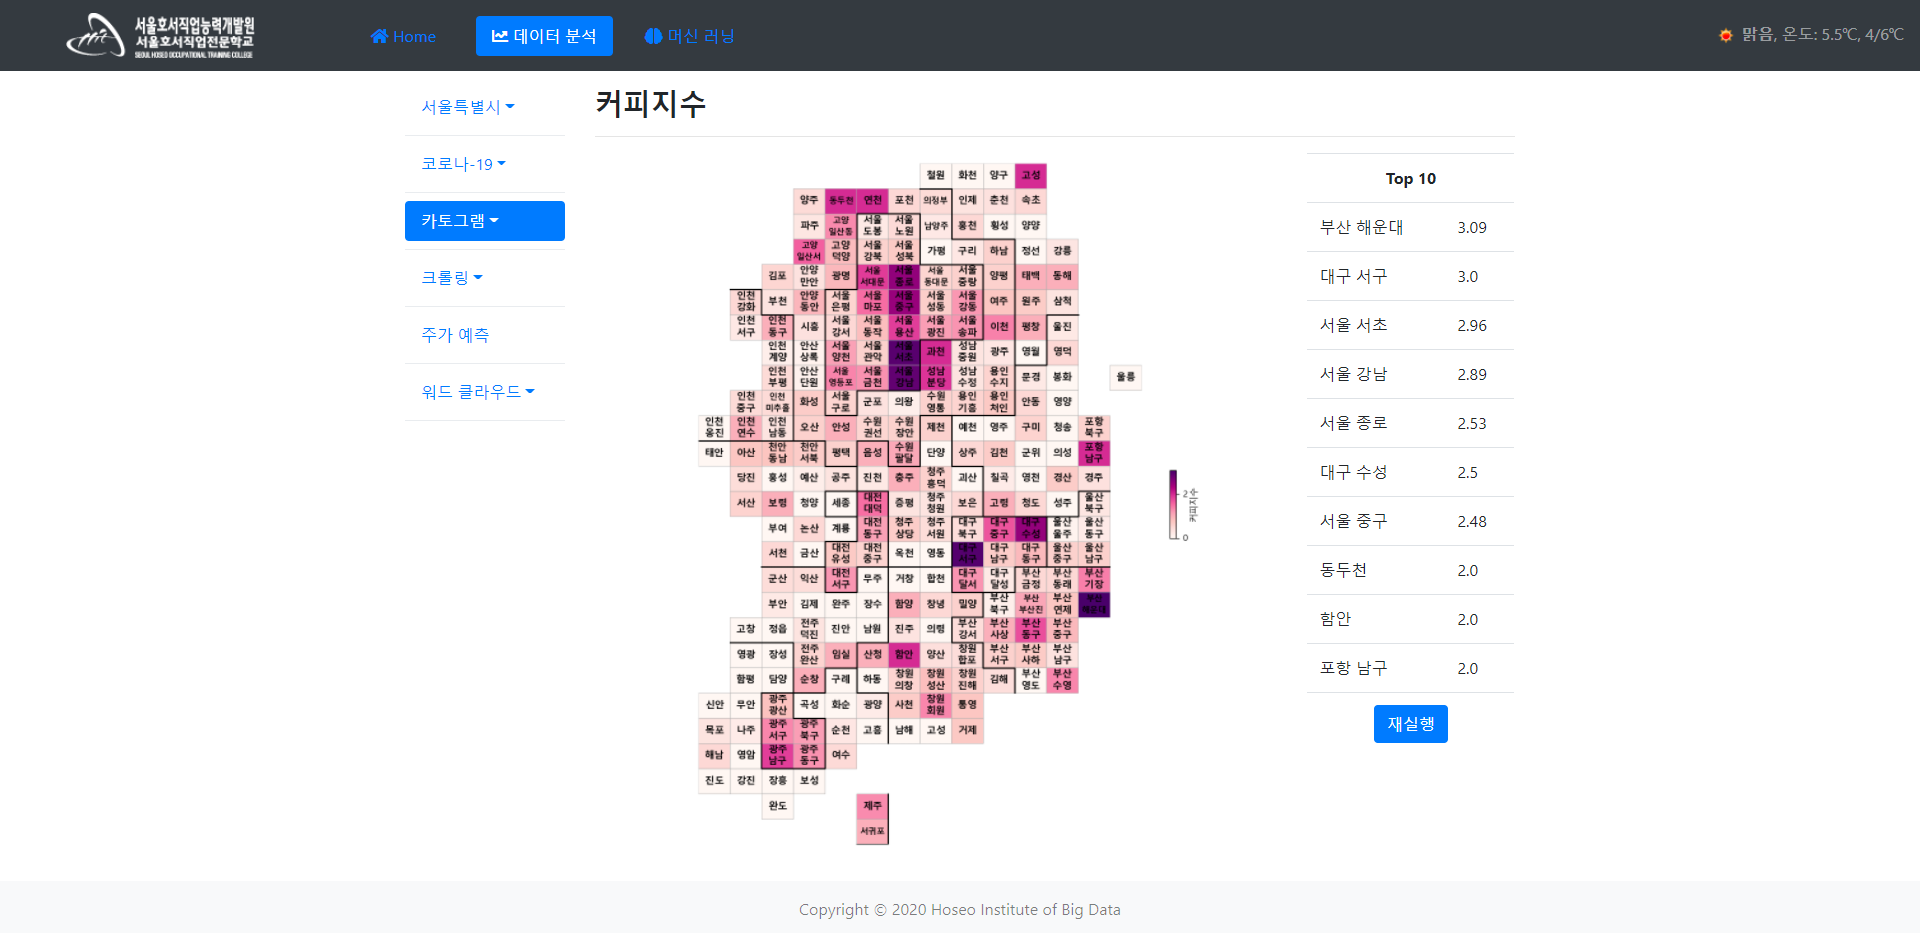 서울호서직업능력개발원
서울호서직업전문학교
SEOUL HOSEO OCCUPATIONAL TRAINING COLLEGE
Home 데이터 분석 머신 러닝
맑음, 온도: 5.5℃, 4/6℃
서울특별시
코로나-19
카토그램
크롤링
주가 예측
워드 클라우드
커피지수
철원 화천 양구 고성
양주 동두천 연천 포천 의정부 인제 춘천 속초
파주 고양 일산동 서울 도봉 서울 노원 남양주 홍천 횡성 양양
고양 일산서 고양 덕양 서울 강북 서울 성북 가평 구리 하남 정선 강릉
김포 안양 만안 광명 서울 서대문 서울 종로 서울 동대문 서울 중랑 양평 태백 동해
인천 강화 부천 안양 동안 서울 은평 서울 마포 서울 중구 서울 성동 서울 강동 여주 원주 삼척
인천 서구 인천 동구 시흥 서울 강서 서울 동작 서울 용산 서울 광진 서울 송파 이천 평창 울진
인천 계양 안산 상록 서울 양천 서울 관악 서울 서초 과천 성남 중원 광주 영월 영덕
인천 부평 안산 단원 서울 영등포 서울 금천 서울 강남 성남 분당 성남 수정 용인 수지 문경 봉화 울릉
인천 중구 인천 미추홀 화성 서울 구로 군포 의왕 수원 영통 용인 기흥 용인 처인 안동 영양
인천 옹진 인천 연수 인천 남동 오산 안성 수원 권선 수원 장안 제천 예천 영주 구미 청송 포항 북구
태안 아산 천안 동남 천안 서북 평택 음성 수원 팔달 단양 상주 김천 군위 의성 포항 남구
당진 홍성 예산 공주 진천 충주 청주 흥덕 괴산 칠곡 영천 경산 경주
서산 보령 청양 세종 대전 대덕 증평 청주 청원 보은 고령 청도 성주 울산 북구
부여 논산 계룡 대전 동구 청주 상당 청주 서원 대구 북구 대구 중구 대구 수성 울산 울주 울산 동구
서천 금산 대전 유성 대전 중구 옥천 영동 대구 서구 대구 남구 대구 동구 울산 중구 울산 남구
군산 익산 대전 서구 무주 거창 합천 대구 달서 대구 달성 부산 금정 부산 동래 부산 기장
부안 김제 완주 장수 함양 창녕 밀양 부산 북구 부산 부산진 부산 연제 부산 해운대
고창 정읍 전주 덕진 진안 남원 진주 의령 부산 강서 부산 사상 부산 동구 부산 중구
영광 장성 전주 완산 임실 산청 함안 양산 창원 합포 부산 서구 부산 사하 부산 남구
함평 담양 순창 구례 하동 창원 의창 창원 성산 창원 진해 김해 부산 영도 부산 수영
신안 무안 광주 광산 곡성 화순 광양 사천 창원 회원 통영
목포 나주 광주 서구 광주 북구 순천 고흥 남해 고성 거제
해남 영암 광주 남구 광주 동구 여수
진도 강진 장흥 보성
완도 제주
서귀포
2
0
커피지수
Top 10
부산 해운대 3.09
대구 서구 3.0
서울 서초 2.96
서울 강남 2.89
서울 종로 2.53
대구 수성 2.5
서울 중구 2.48
동두천 2.0
함안 2.0
포항 남구 2.0
재실행
Copyright © 2020 Hoseo Institute of Big Data